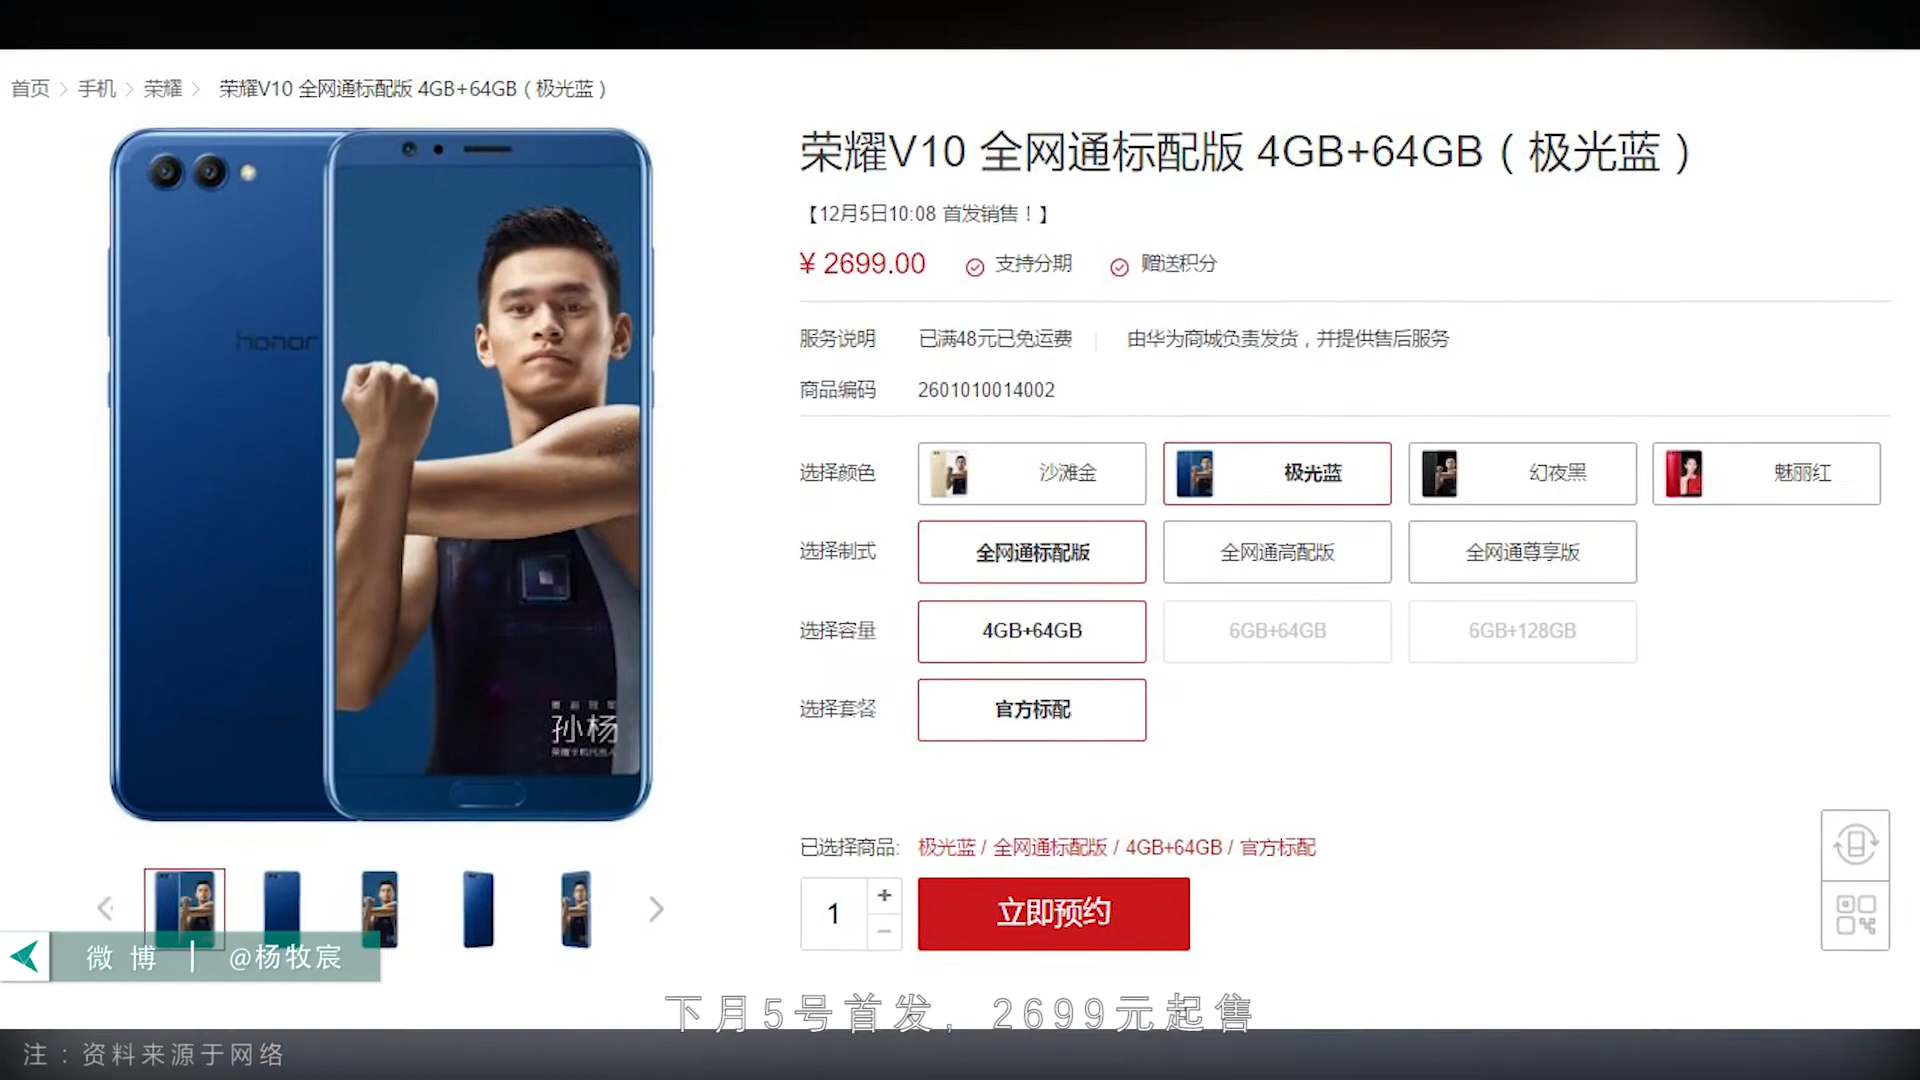 首页 > 手机 > 荣耀 > 荣耀V10 全网通标配版 4GB+64GB（极光蓝）
honor
孙杨
荣耀V10 全网通标配版 4GB+64GB（极光蓝）
【12月5日10:08 首发销售！】
¥ 2699.00 支持分期 赠送积分
服务说明 已满48元已免运费 由华为商城负责发货，并提供售后服务
商品编码 2601010014002
选择颜色 沙滩金 极光蓝 幻夜黑 魅丽红
选择制式 全网通标配版 全网通高配版 全网通尊享版
选择容量 4GB+64GB 6GB+64GB 6GB+128GB
选择套餐 官方标配
已选择商品: 极光蓝 / 全网通标配版 / 4GB+64GB / 官方标配
1 + −
立即预约
微博 | @杨牧宸
下月5号首发，2699元起售
注：资料来源于网络